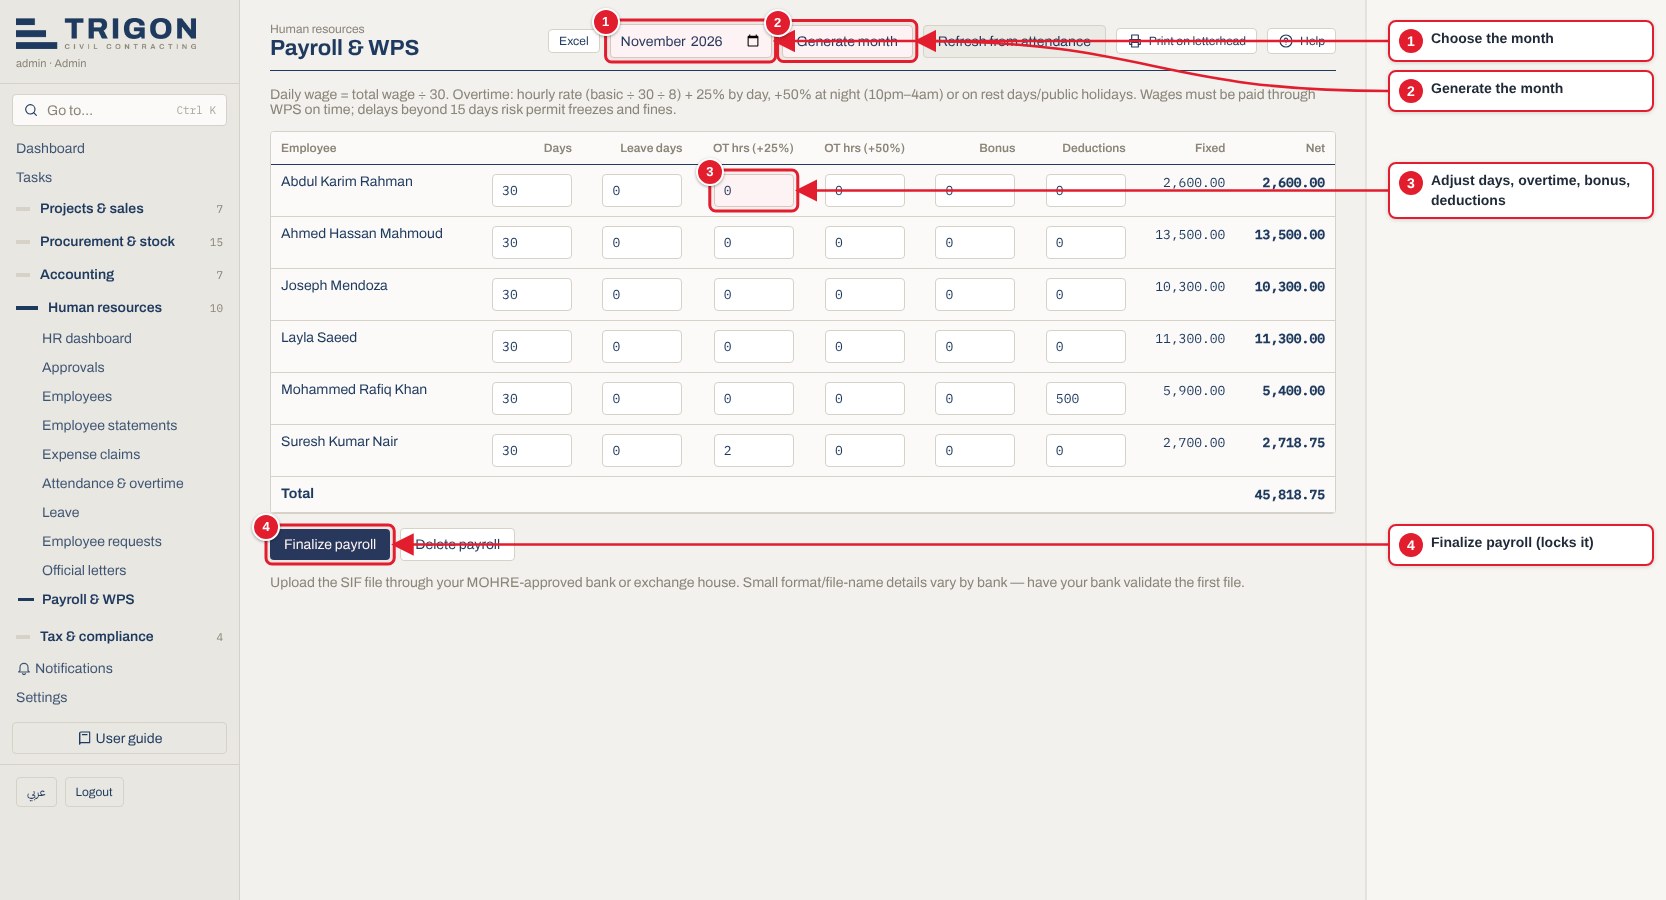 TRIGON
CIVIL CONTRACTING
admin · Admin
Go to... Ctrl K
Dashboard
Tasks
Projects & sales 7
Procurement & stock 15
Accounting 7
Human resources 10
HR dashboard
Approvals
Employees
Employee statements
Expense claims
Attendance & overtime
Leave
Employee requests
Official letters
Payroll & WPS
Tax & compliance 4
Notifications
Settings
User guide
عربي Logout
Human resources
Payroll & WPS
Excel 1 November 2026 2 Generate month Refresh from attendance Print on letterhead Help
Daily wage = total wage ÷ 30. Overtime: hourly rate (basic ÷ 30 ÷ 8) + 25% by day, +50% at night (10pm–4am) or on rest days/public holidays. Wages must be paid through
WPS on time; delays beyond 15 days risk permit freezes and fines.
Employee Days Leave days OT hrs (+25%) OT hrs (+50%) Bonus Deductions Fixed Net
Abdul Karim Rahman 30 0 3 0 0 0 0 2,600.00 2,600.00
Ahmed Hassan Mahmoud 30 0 0 0 0 0 13,500.00 13,500.00
Joseph Mendoza 30 0 0 0 0 0 10,300.00 10,300.00
Layla Saeed 30 0 0 0 0 0 11,300.00 11,300.00
Mohammed Rafiq Khan 30 0 0 0 0 500 5,900.00 5,400.00
Suresh Kumar Nair 30 0 2 0 0 0 2,700.00 2,718.75
Total 45,818.75
4 Finalize payroll Delete payroll
Upload the SIF file through your MOHRE-approved bank or exchange house. Small format/file-name details vary by bank — have your bank validate the first file.
1 Choose the month
2 Generate the month
3 Adjust days, overtime, bonus,
deductions
4 Finalize payroll (locks it)